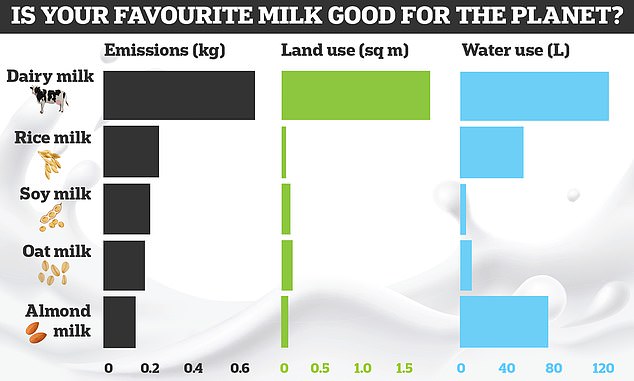 IS YOUR FAVOURITE MILK GOOD FOR THE PLANET?
Emissions (kg) Land use (sq m) Water use (L)
Dairy milk
Rice milk
Soy milk
Oat milk
Almond
milk
0 0.2 0.4 0.6 0 0.5 1.0 1.5 0 40 80 120